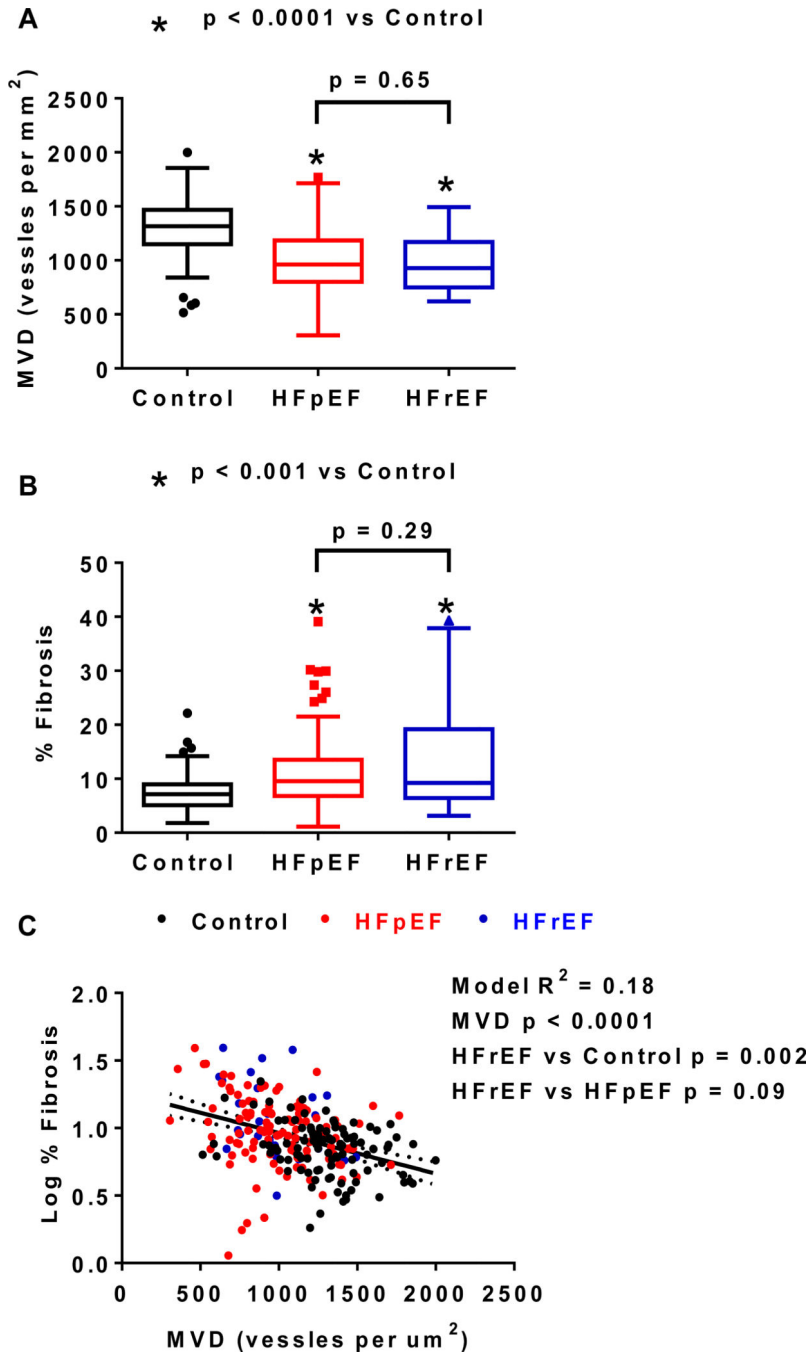 A
* p < 0.0001 vs Control
p = 0.65
MVD (vessles per mm²)
2500
2000
1500
1000
500
0
*
*
Control HFpEF HFrEF
B
* p < 0.001 vs Control
p = 0.29
% Fibrosis
50
40
30
20
10
0
*
*
Control HFpEF HFrEF
C
Control HFpEF HFrEF
Model R² = 0.18
MVD p < 0.0001
HFrEF vs Control p = 0.002
HFrEF vs HFpEF p = 0.09
Log % Fibrosis
2.0
1.5
1.0
0.5
0.0
0 500 1000 1500 2000 2500
MVD (vessles per um²)